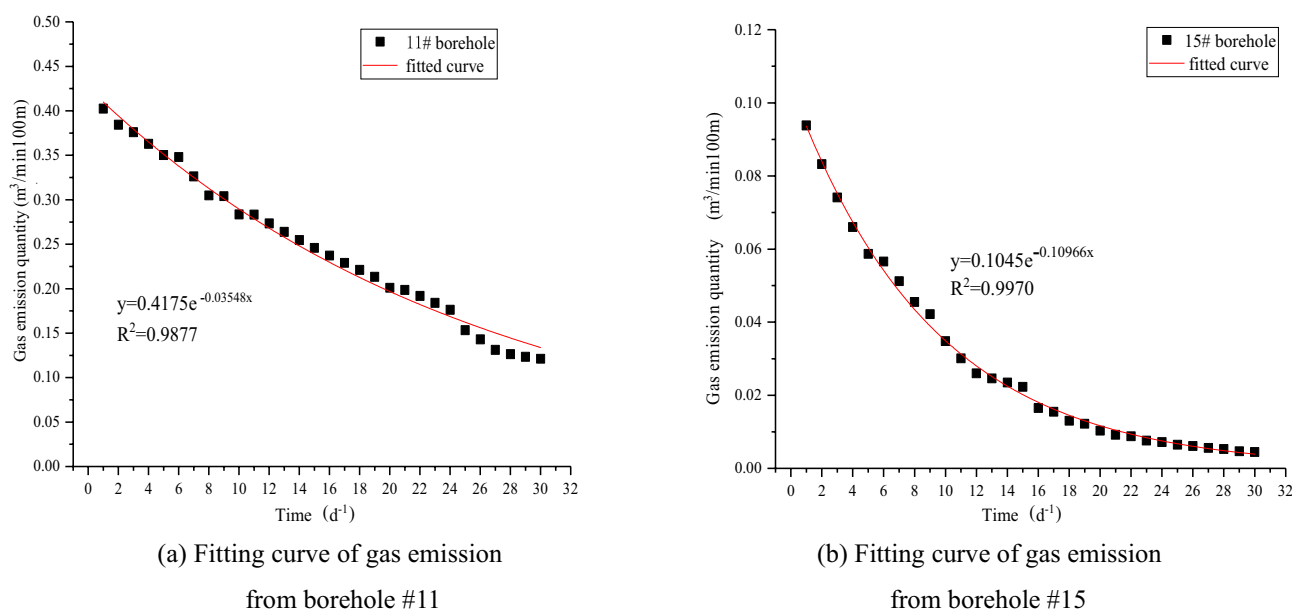 0.50
0.45
0.40
0.35
0.30
0.25
0.20
0.15
0.10
0.05
0.00
Gas emission quantity (m³/min100m)
11# borehole
fitted curve
y=0.4175e^-0.03548x
R²=0.9877
0 2 4 6 8 10 12 14 16 18 20 22 24 26 28 30 32
Time (d⁻¹)
(a) Fitting curve of gas emission
from borehole #11
0.12
0.10
0.08
0.06
0.04
0.02
0.00
Gas emission quantity (m³/min100m)
15# borehole
fitted curve
y=0.1045e^-0.10966x
R²=0.9970
0 2 4 6 8 10 12 14 16 18 20 22 24 26 28 30 32
Time (d⁻¹)
(b) Fitting curve of gas emission
from borehole #15